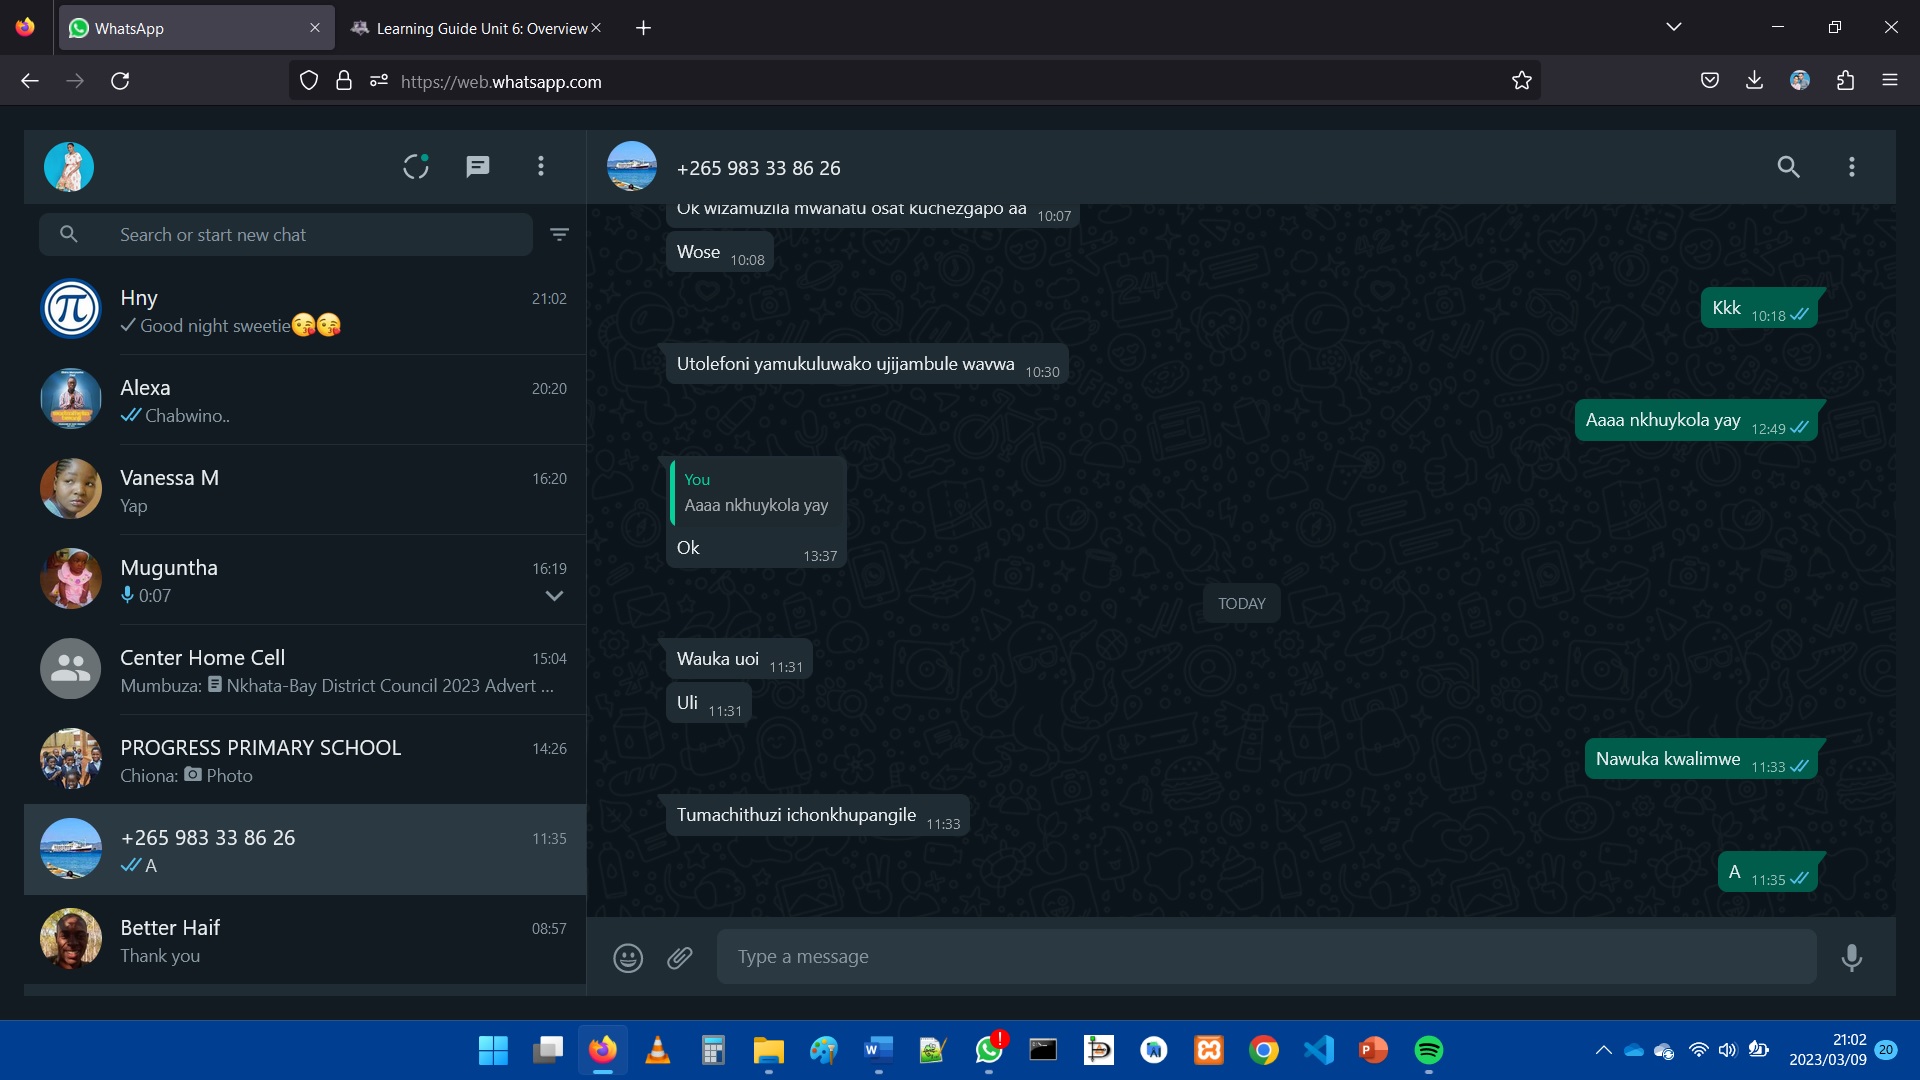 WhatsApp
Learning Guide Unit 6: Overview
https://web.whatsapp.com
+265 983 33 86 26
Search or start new chat
Hny 21:02
Good night sweetie😘😘
Alexa 20:20
Chabwino..
Vanessa M 16:20
Yap
Muguntha 16:19
0:07
Center Home Cell 15:04
Mumbuza: Nkhata-Bay District Council 2023 Advert ...
PROGRESS PRIMARY SCHOOL 14:26
Chiona: Photo
+265 983 33 86 26 11:35
A
Better Haif 08:57
Thank you
Ok wizamuzila mwanatu osat kuchezgapo aa 10:07
Wose 10:08
Kkk 10:18
Utolefoni yamukuluwako ujijambule wavwa 10:30
Aaaa nkhuykola yay 12:49
You
Aaaa nkhuykola yay
Ok 13:37
TODAY
Wauka uoi 11:31
Uli 11:31
Nawuka kwalimwe 11:33
Tumachithuzi ichonkhupangile 11:33
A 11:35
Type a message
21:02
2023/03/09
20